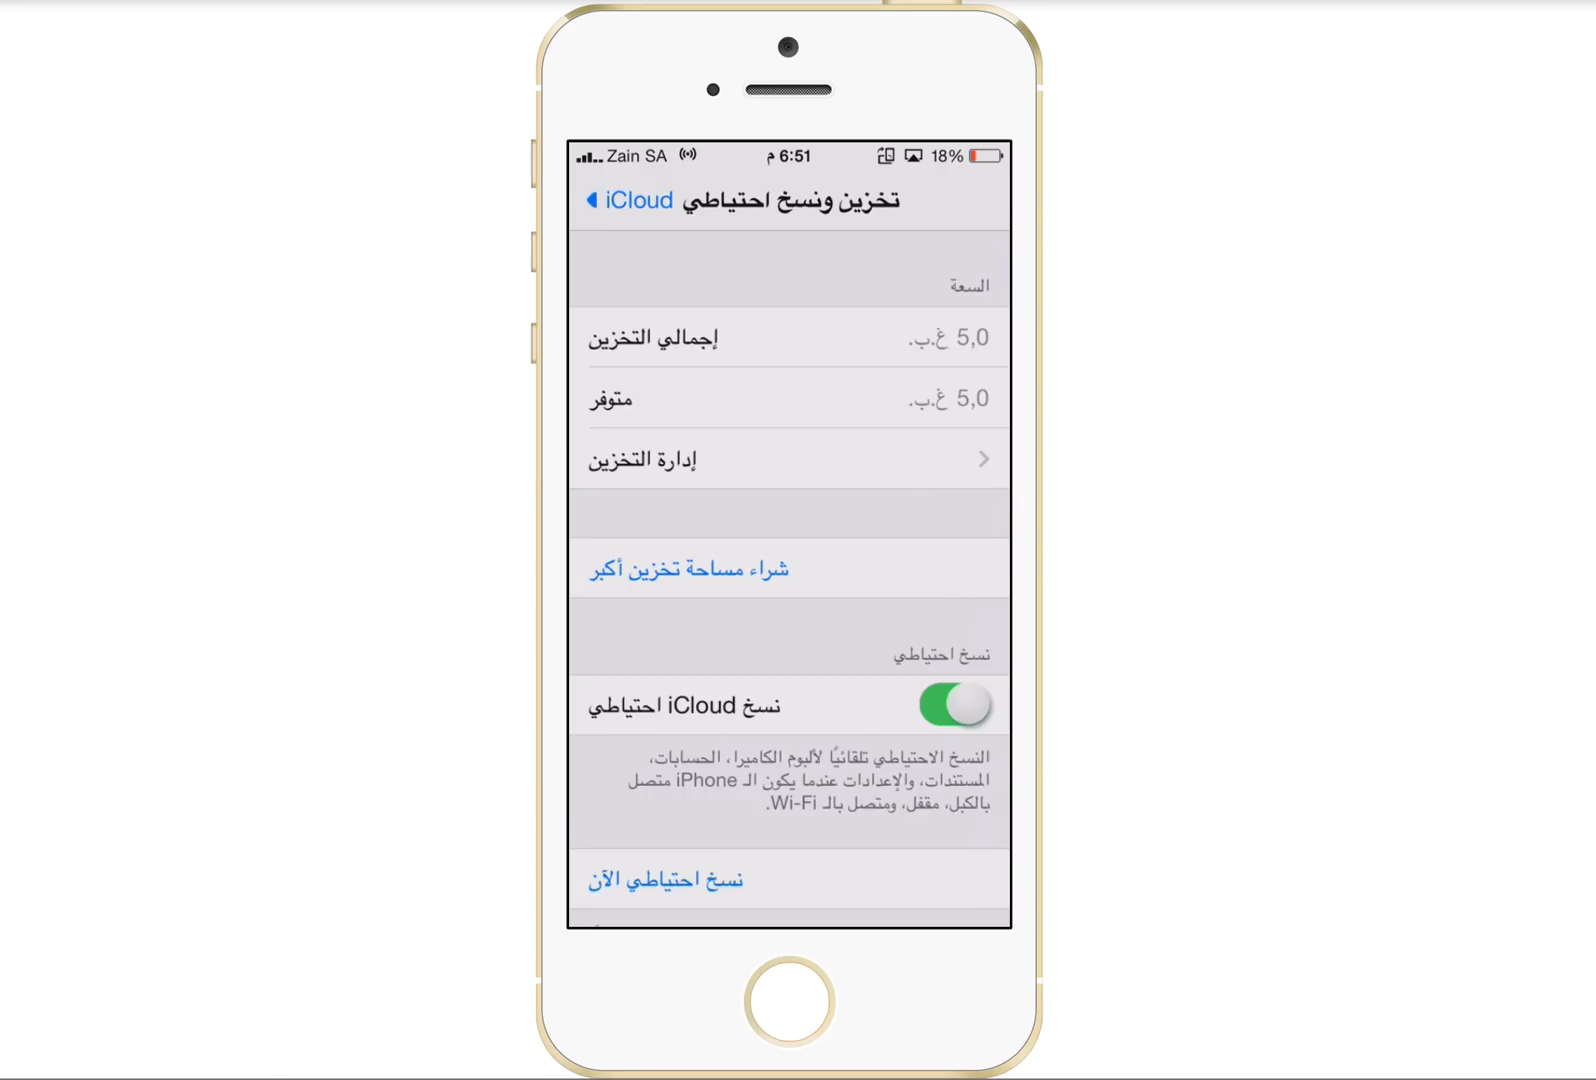 Zain SA 6:51 م 18%
iCloud تخزين ونسخ احتياطي
السعة
إجمالي التخزين 5,0 غ.ب.
متوفر 5,0 غ.ب.
إدارة التخزين
شراء مساحة تخزين أكبر
نسخ احتياطي
نسخ iCloud احتياطي
النسخ الاحتياطي تلقائيًا لألبوم الكاميرا، الحسابات،
المستندات، والإعدادات عندما يكون الـ iPhone متصل
بالكبل، مقفل، ومتصل بالـ Wi-Fi.
نسخ احتياطي الآن